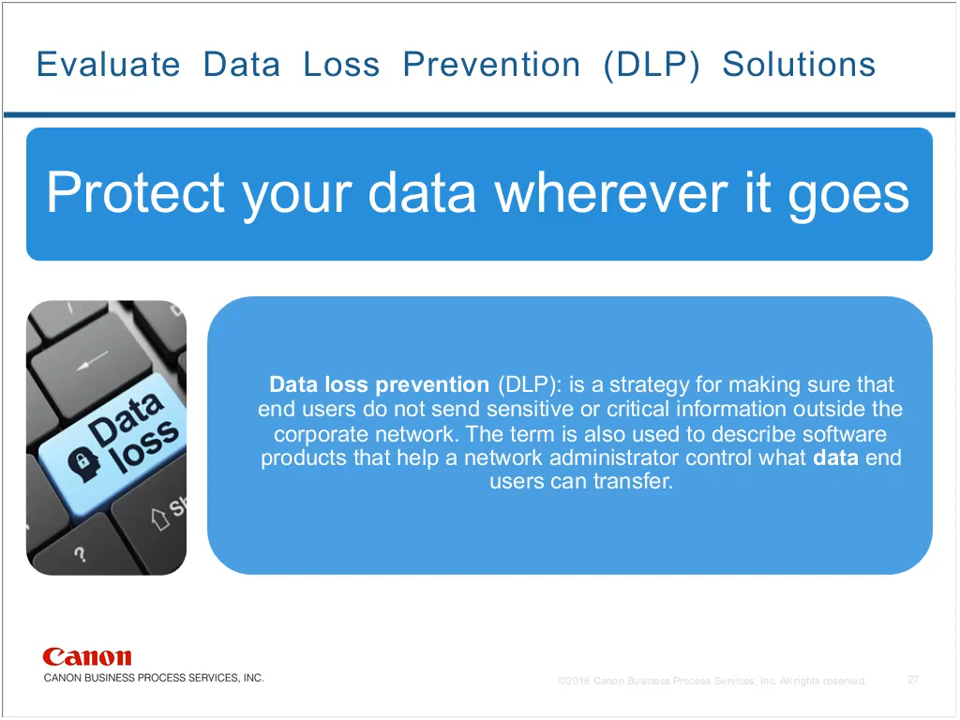 Evaluate Data Loss Prevention (DLP) Solutions
Protect your data wherever it goes
Data
loss
Sh
?
Data loss prevention (DLP): is a strategy for making sure that
end users do not send sensitive or critical information outside the
corporate network. The term is also used to describe software
products that help a network administrator control what data end
users can transfer.
Canon
CANON BUSINESS PROCESS SERVICES, INC.
©2016 Canon Business Process Services, Inc. All rights reserved. 27